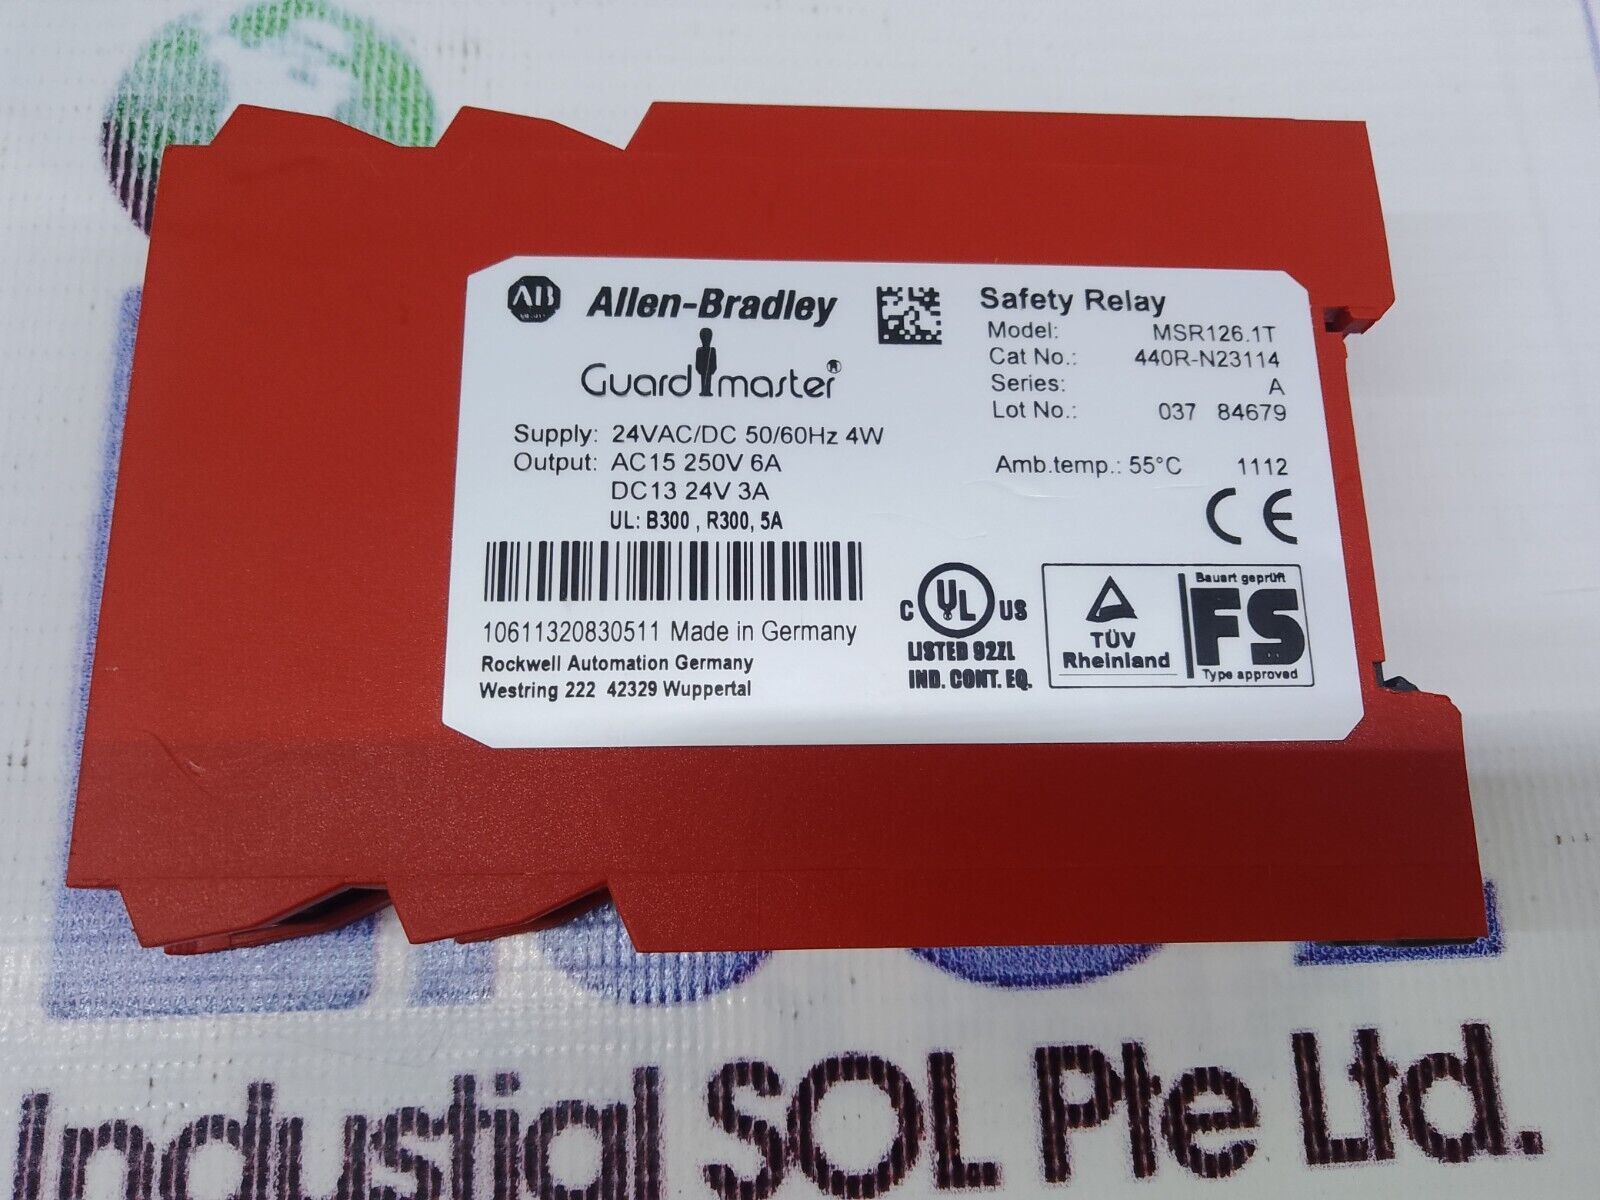 AB
Allen-Bradley
Guardmaster®
Supply: 24VAC/DC 50/60Hz 4W
Output: AC15 250V 6A
DC13 24V 3A
UL: B300 , R300, 5A
10611320830511 Made in Germany
Rockwell Automation Germany
Westring 222 42329 Wuppertal
Safety Relay
Model: MSR126.1T
Cat No.: 440R-N23114
Series: A
Lot No.: 037 84679
Amb.temp.: 55°C 1112
CE
C UL US
LISTED 92ZL
IND. CONT. EQ.
TÜV
Rheinland
Bauart geprüft
FS
Type approved
Industial SOL Pte Ltd.